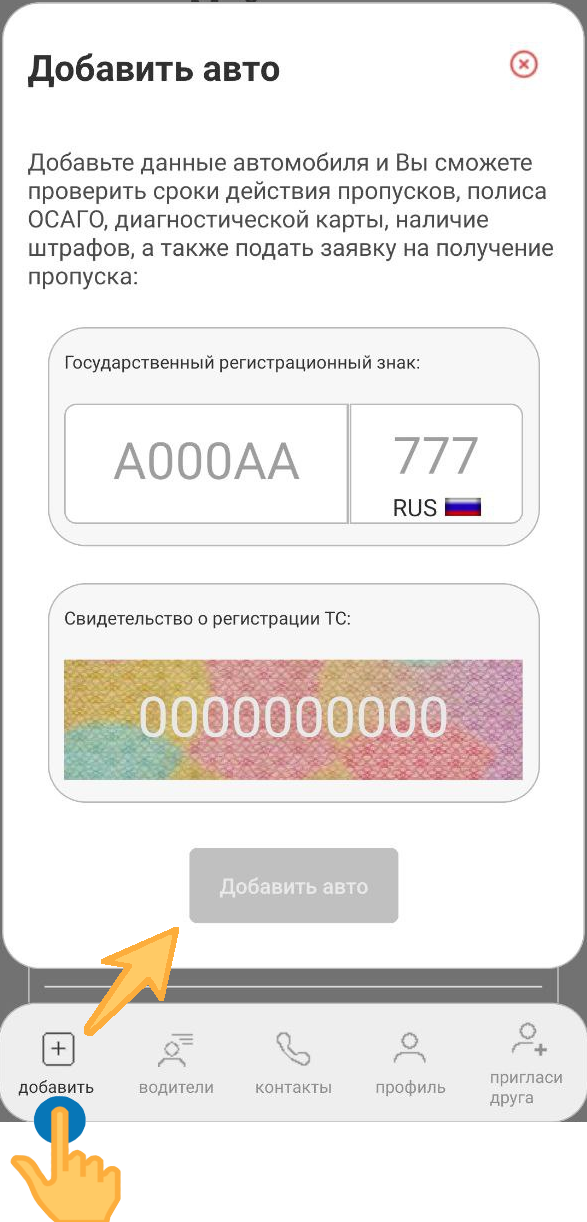 Добавить авто
Добавьте данные автомобиля и Вы сможете
проверить сроки действия пропусков, полиса
ОСАГО, диагностической карты, наличие
штрафов, а также подать заявку на получение
пропуска:
Государственный регистрационный знак:
А000АА
777
RUS
Свидетельство о регистрации ТС:
0000000000
Добавить авто
добавить
водители
контакты
профиль
пригласи
друга